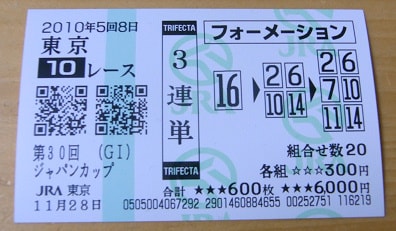 2010年5回8日
東京
10レース
第30回 (GI)
ジャパンカップ
JRA 東京
11月28日
TRIFECTA
3連単
TRIFECTA
フォーメーション
16 ▶ 2 6 10 14 ▶ 2 6 7 10 11 14
組合せ数20
各組 ☆☆☆300円
合計 ★★★600枚 ★★★6000円
0505004067292 2901460884655 00252751 116219